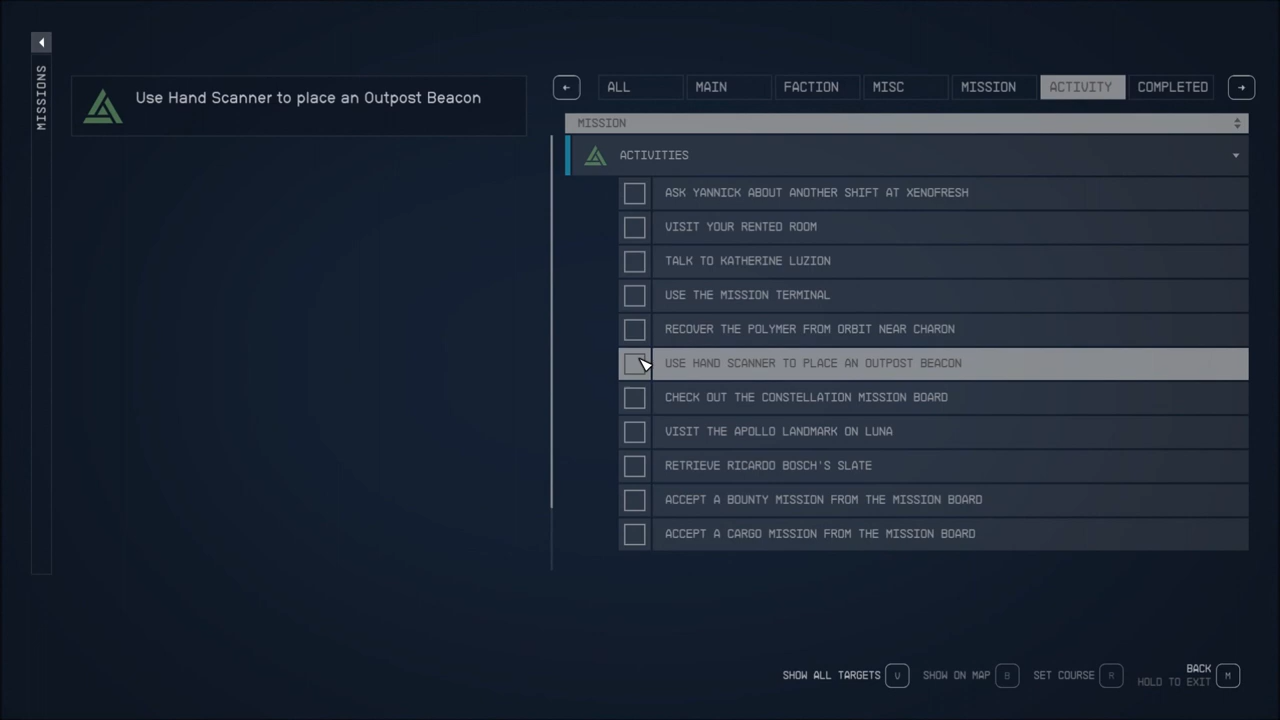 MISSIONS
Use Hand Scanner to place an Outpost Beacon
ALL
MAIN
FACTION
MISC
MISSION
ACTIVITY
COMPLETED
MISSION
ACTIVITIES
ASK YANNICK ABOUT ANOTHER SHIFT AT XENOFRESH
VISIT YOUR RENTED ROOM
TALK TO KATHERINE LUZION
USE THE MISSION TERMINAL
RECOVER THE POLYMER FROM ORBIT NEAR CHARON
USE HAND SCANNER TO PLACE AN OUTPOST BEACON
CHECK OUT THE CONSTELLATION MISSION BOARD
VISIT THE APOLLO LANDMARK ON LUNA
RETRIEVE RICARDO BOSCH'S SLATE
ACCEPT A BOUNTY MISSION FROM THE MISSION BOARD
ACCEPT A CARGO MISSION FROM THE MISSION BOARD
SHOW ALL TARGETS V
SHOW ON MAP B
SET COURSE R
BACK
HOLD TO EXIT M